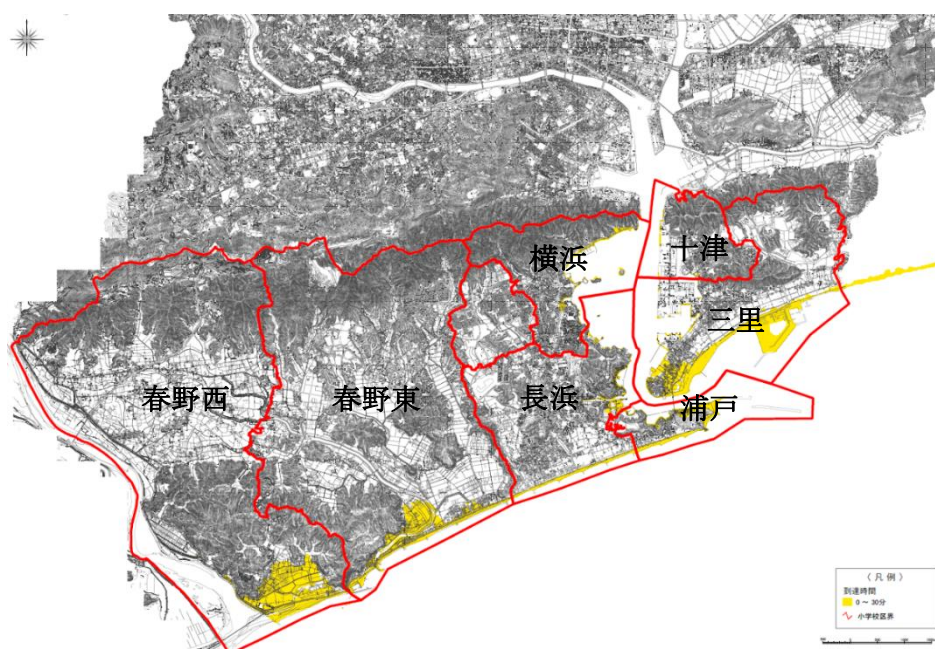 横浜
十津
三里
春野西
春野東
長浜
浦戸
(凡例)
到達時間
0～30分
小学校区界